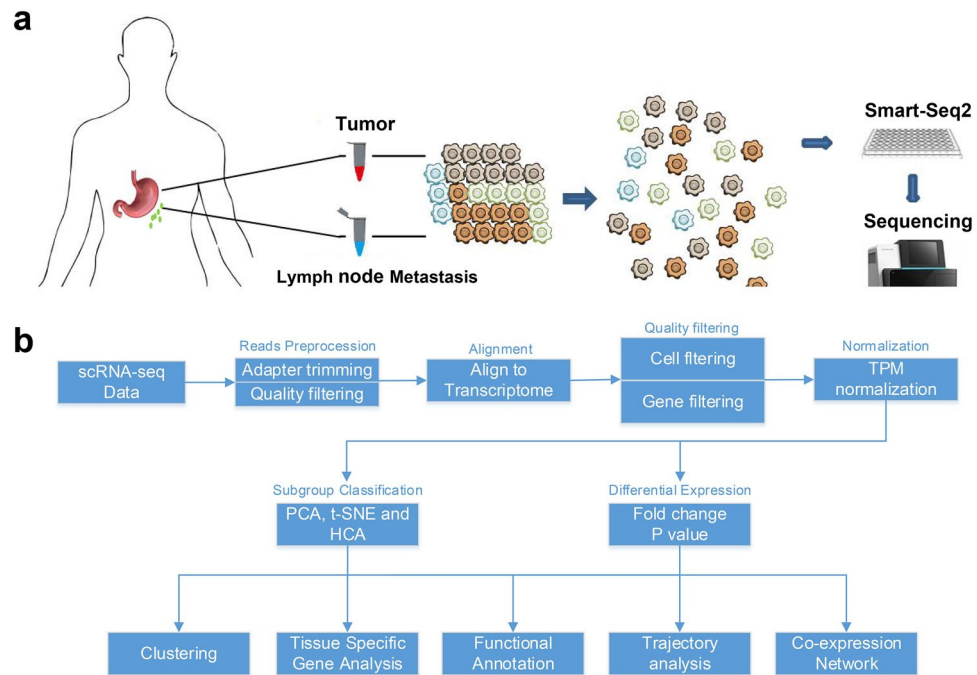 a
Tumor
Lymph node Metastasis
Smart-Seq2
Sequencing
b
scRNA-seq
Data
Reads Preprocession
Adapter trimming
Quality filtering
Alignment
Align to
Transcriptome
Quality filtering
Cell fltering
Gene filtering
Normalization
TPM
normalization
Subgroup Classification
PCA, t-SNE and
HCA
Differential Expression
Fold change
P value
Clustering
Tissue Specific
Gene Analysis
Functional
Annotation
Trajectory
analysis
Co-expression
Network